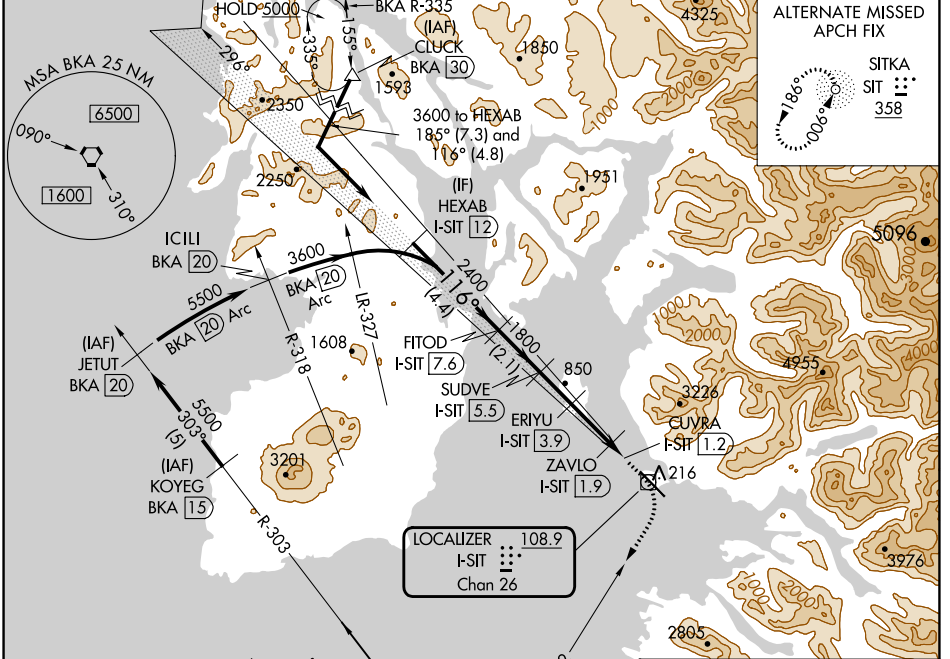 HOLD 5000
BKA R-335
335°
155°
(IAF)
CLUCK
BKA 30
4325
1850
1593
2000
1000
ALTERNATE MISSED
APCH FIX
SITKA
SIT
358
186°
006°
MSA BKA 25 NM
6500
090°
1600
310°
296°
2350
2250
3600 to HEXAB
185° (7.3) and
116° (4.8)
(IF)
HEXAB
I-SIT 12
1951
5096
ICILI
BKA 20
3600
BKA 20
Arc
5500
BKA 20 Arc
2400
116°
(4.4)
LR-327
R-318
1608
1800
(2.1)
FITOD
I-SIT 7.6
850
SUDVE
I-SIT 5.5
ERIYU
I-SIT 3.9
ZAVLO
I-SIT 1.9
CUVRA
I-SIT 1.2
1000
2000
4955
4000
3226
216
(IAF)
JETUT
BKA 20
5500
303°
(5)
(IAF)
KOYEG
BKA 15
3201
R-303
LOCALIZER 108.9
I-SIT
Chan 26
3976
2805